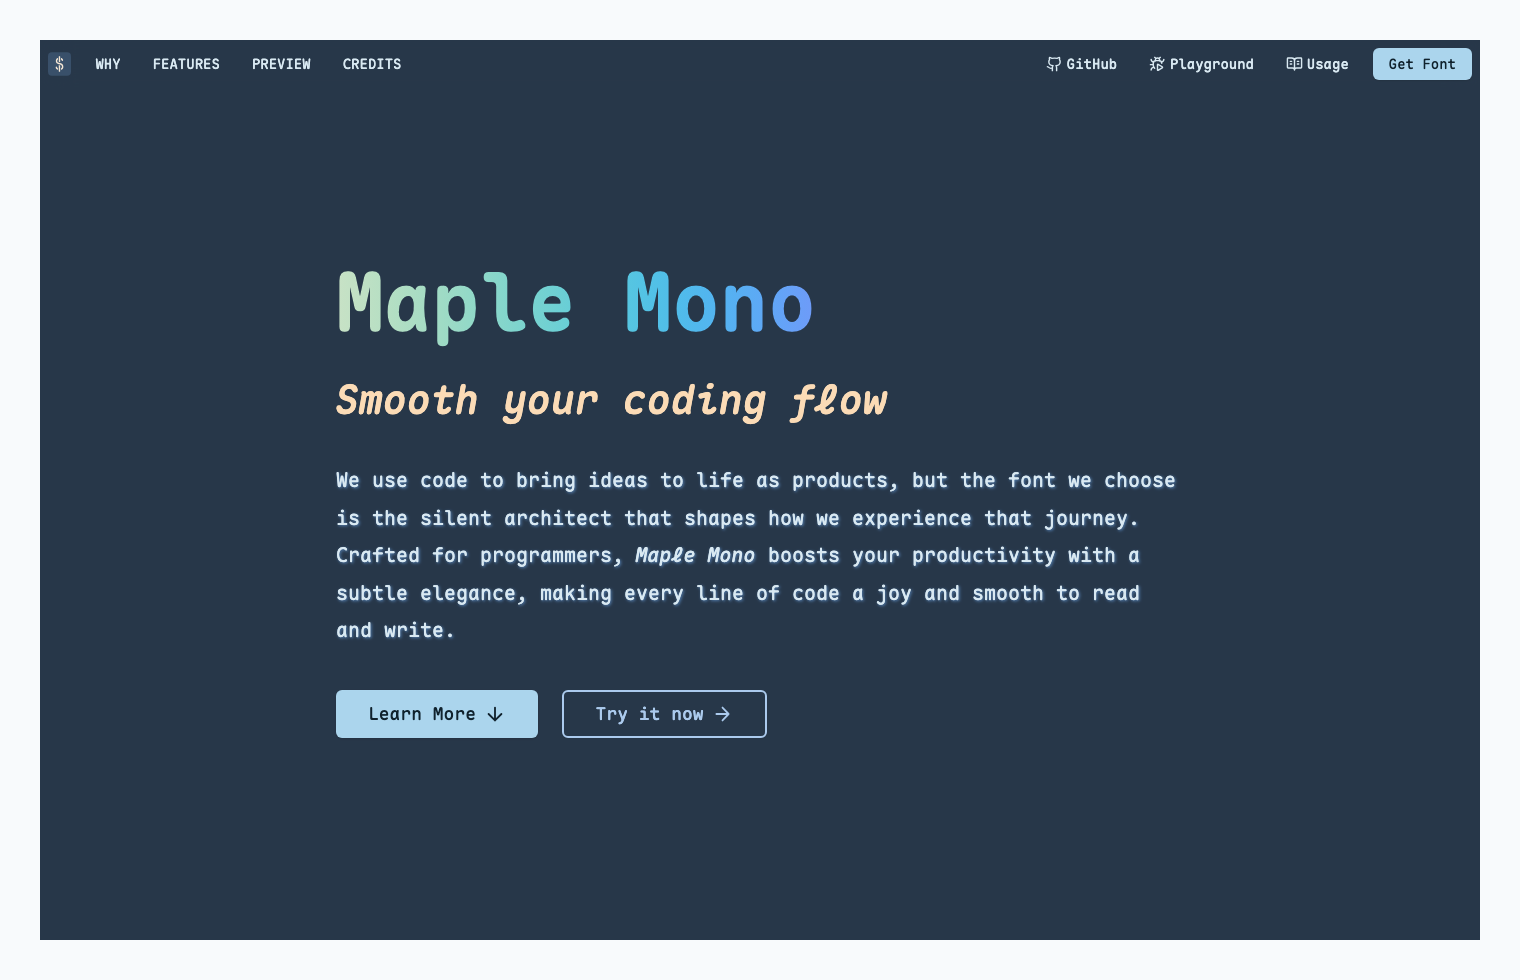 $ WHY FEATURES PREVIEW CREDITS GitHub Playground Usage Get Font
Maple Mono
Smooth your coding flow
We use code to bring ideas to life as products, but the font we choose
is the silent architect that shapes how we experience that journey.
Crafted for programmers, Maple Mono boosts your productivity with a
subtle elegance, making every line of code a joy and smooth to read
and write.
Learn More ↓ Try it now →